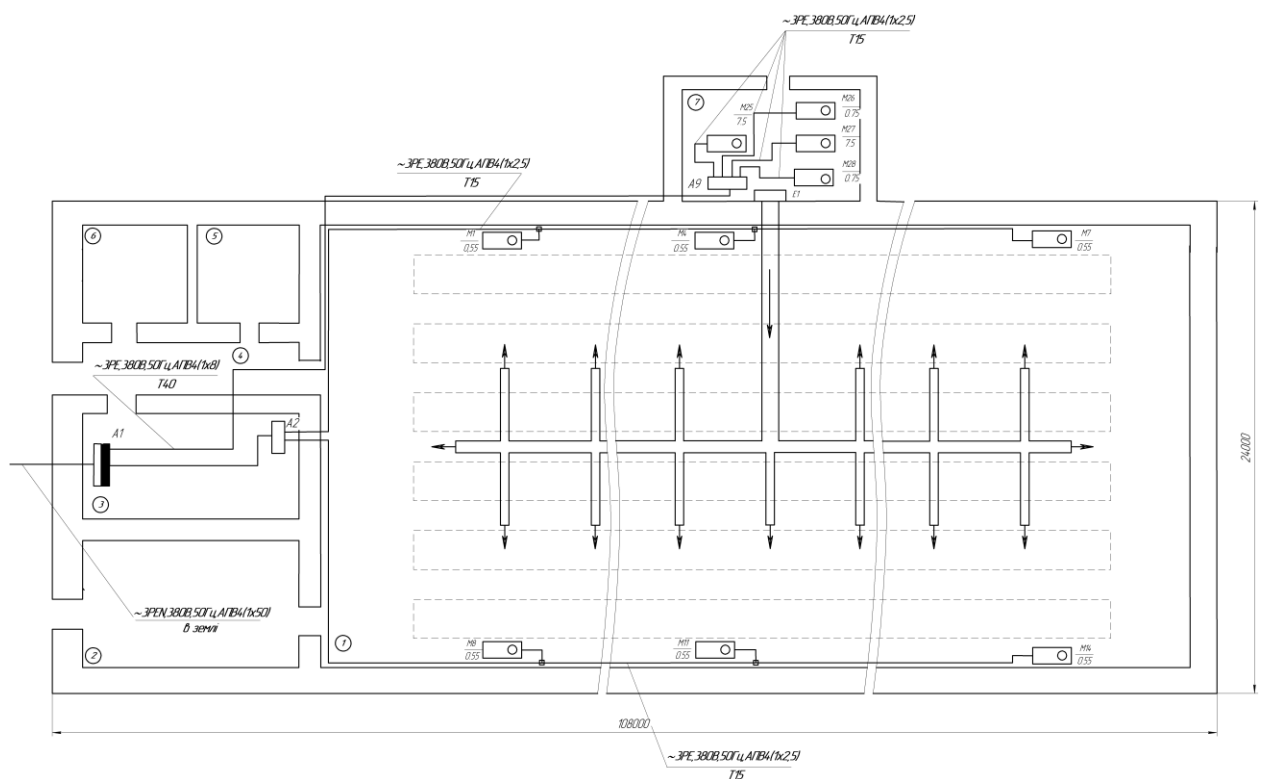 ~3PE,380В,50Гц,АПВ4(1х2,5)
Т15
7
М25
7.5
М26
0.75
М27
7.5
М28
0.75
А9
Е1
~3PE,380В,50Гц,АПВ4(1х2,5)
Т15
6
5
М1
0.55
М4
0.55
М7
0.55
4
~3PE,380В,50Гц,АПВ4(1х8)
Т40
А1
А2
3
24000
~3PEN,380В,50Гц,АПВ4(1х50)
В землі
2
1
М8
0.55
М11
0.55
М14
0.55
108000
~3PE,380В,50Гц,АПВ4(1х2,5)
Т15